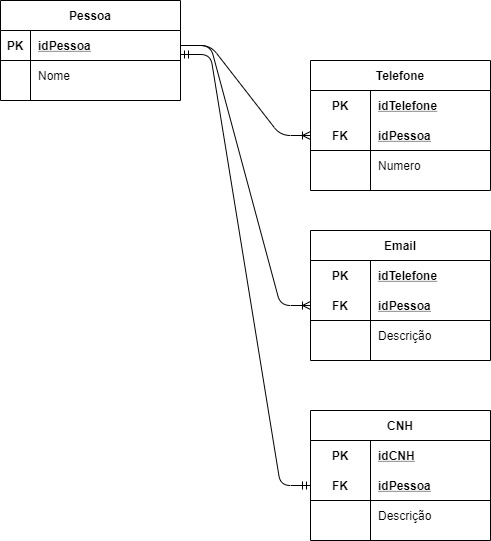 Pessoa
PK idPessoa
Nome
Telefone
PK idTelefone
FK idPessoa
Numero
Email
PK idTelefone
FK idPessoa
Descrição
CNH
PK idCNH
FK idPessoa
Descrição